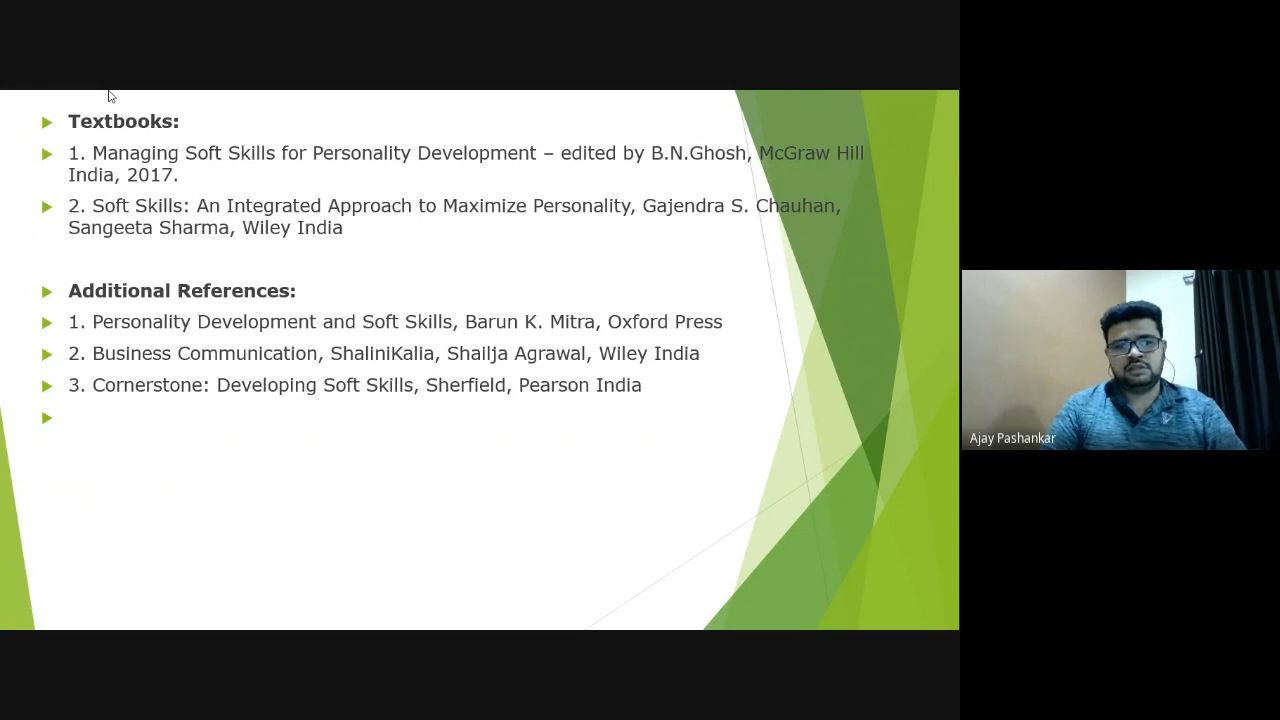 Textbooks:
1. Managing Soft Skills for Personality Development – edited by B.N.Ghosh, McGraw Hill
India, 2017.
2. Soft Skills: An Integrated Approach to Maximize Personality, Gajendra S. Chauhan,
Sangeeta Sharma, Wiley India
Additional References:
1. Personality Development and Soft Skills, Barun K. Mitra, Oxford Press
2. Business Communication, ShaliniKalia, Shailja Agrawal, Wiley India
3. Cornerstone: Developing Soft Skills, Sherfield, Pearson India
Ajay Pashankar